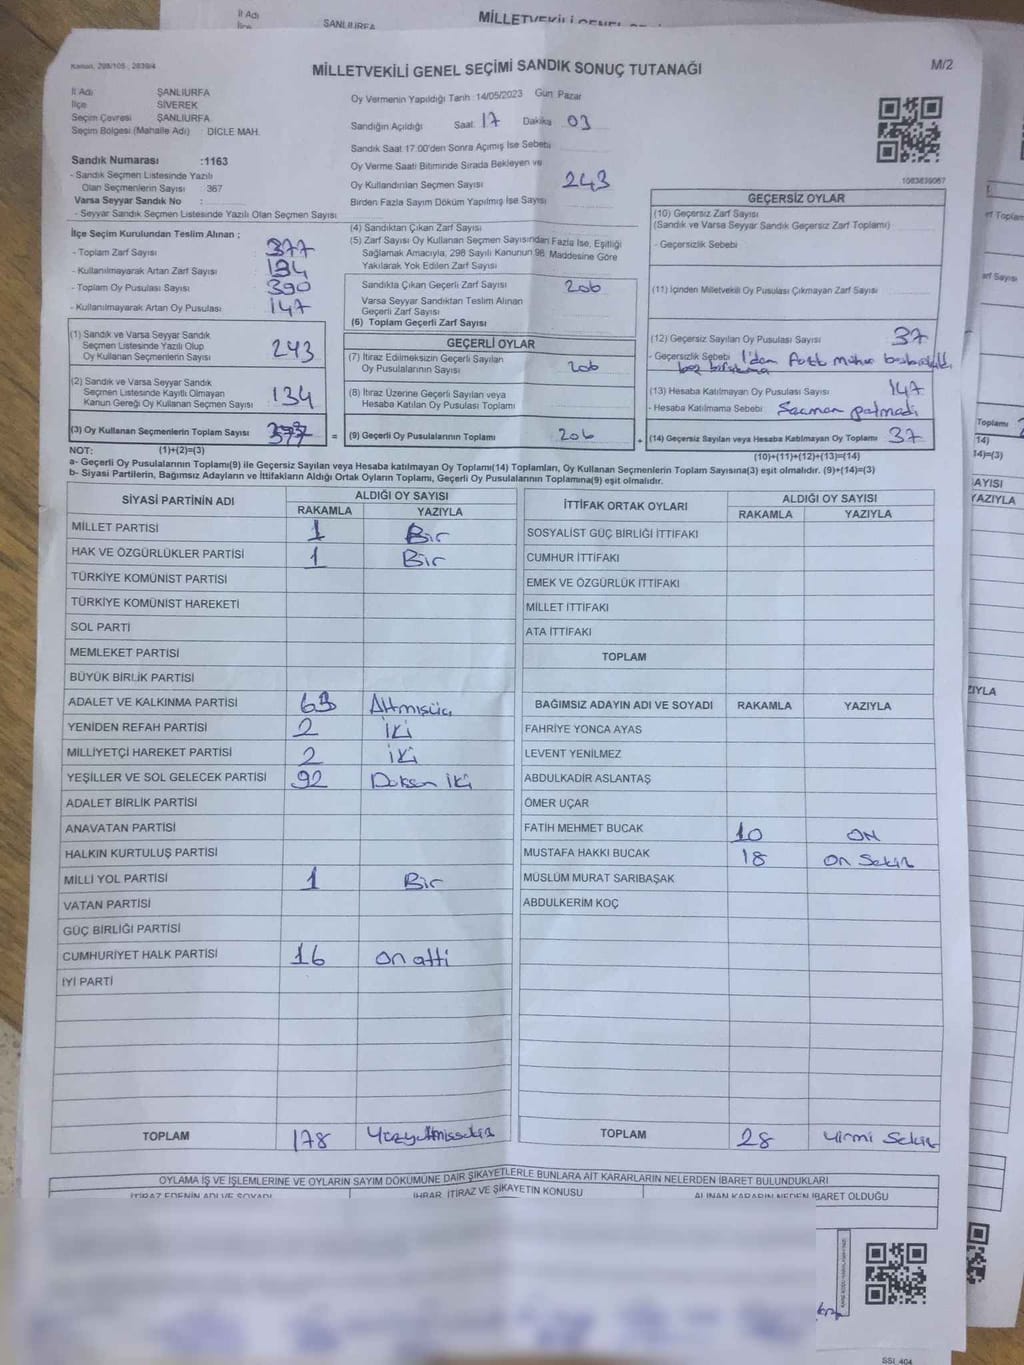 İl Adı
ŞANLIURFA
MİLLETVEKİLİ GENEL
Kanun, 298/105 - 2839/4
MİLLETVEKİLİ GENEL SEÇİMİ SANDIK SONUÇ TUTANAĞI
M/2
İl Adı ŞANLIURFA
İlçe SİVEREK
Seçim Çevresi ŞANLIURFA
Seçim Bölgesi (Mahalle Adı) : DİCLE MAH.
Oy Vermenin Yapıldığı Tarih :14/05/2023 Gün Pazar
Sandığın Açıldığı Saat 17 Dakika 03
Sandık Saat 17:00'den Sonra Açımış İse Sebebi
Oy Verme Saati Bitiminde Sırada Bekleyen ve
Oy Kullandırılan Seçmen Sayısı 243
Birden Fazla Sayım Döküm Yapılmış İse Sayısı
1083839067
Sandık Numarası :1163
- Sandık Seçmen Listesinde Yazılı
Olan Seçmenlerin Sayısı : 367
Varsa Seyyar Sandık No :
- Seyyar Sandık Seçmen Listesinde Yazılı Olan Seçmen Sayısı :
İlçe Seçim Kurulundan Teslim Alınan ;
- Toplam Zarf Sayısı 377
- Kullanılmayarak Artan Zarf Sayısı 134
- Toplam Oy Pusulası Sayısı 390
- Kullanılmayarak Artan Oy Pusulası 147
(1) Sandık ve Varsa Seyyar Sandık
Seçmen Listesinde Yazılı Olup
Oy Kullanan Seçmenlerin Sayısı 243
(2) Sandık ve Varsa Seyyar Sandık
Seçmen Listesinde Kayıtlı Olmayan
Kanun Gereği Oy Kullanan Seçmen Sayısı 134
(3) Oy Kullanan Seçmenlerin Toplam Sayısı 377
(4) Sandıktan Çıkan Zarf Sayısı
(5) Zarf Sayısı Oy Kullanan Seçmen Sayısından Fazla İse, Eşitliği
Sağlamak Amacıyla, 298 Sayılı Kanunun 98. Maddesine Göre
Yakılarak Yok Edilen Zarf Sayısı
Sandıkta Çıkan Geçerli Zarf Sayısı 206
Varsa Seyyar Sandıktan Teslim Alınan
Geçerli Zarf Sayısı
(6) Toplam Geçerli Zarf Sayısı
GEÇERLİ OYLAR
(7) İtiraz Edilmeksizin Geçerli Sayılan
Oy Pusulalarının Sayısı 206
(8) İtiraz Üzerine Geçerli Sayılan veya
Hesaba Katılan Oy Pusulası Toplamı
= (9) Geçerli Oy Pusulalarının Toplamı 206
GEÇERSİZ OYLAR
(10) Geçersiz Zarf Sayısı
(Sandık ve Varsa Seyyar Sandık Geçersiz Zarf Toplamı)
- Geçersizlik Sebebi
(11) İçinden Milletvekili Oy Pusulası Çıkmayan Zarf Sayısı
(12) Geçersiz Sayılan Oy Pusulası Sayısı 37
- Geçersizlik Sebebi 1'den fazla mühür
(13) Hesaba Katılmayan Oy Pusulası Sayısı 147
- Hesaba Katılmama Sebebi Seçmen gelmedi
+ (14) Geçersiz Sayılan veya Hesaba Katılmayan Oy Toplamı 37
NOT: (1)+(2)=(3)
(10)+(11)+(12)+(13)=(14)
a- Geçerli Oy Pusulalarının Toplamı(9) ile Geçersiz Sayılan veya Hesaba katılmayan Oy Toplamı(14) Toplamları, Oy Kullanan Seçmenlerin Toplam Sayısına(3) eşit olmalıdır. (9)+(14)=(3)
b- Siyasi Partilerin, Bağımsız Adayların ve İttifakların Aldığı Ortak Oyların Toplamı, Geçerli Oy Pusulalarının Toplamına(9) eşit olmalıdır.
SİYASİ PARTİNİN ADI ALDIĞI OY SAYISI
RAKAMLA YAZIYLA
MİLLET PARTİSI 1 Bir
HAK VE ÖZGÜRLÜKLER PARTİSİ 1 Bir
TÜRKİYE KOMÜNİST PARTİSI
TÜRKİYE KOMÜNİST HAREKETİ
SOL PARTİ
MEMLEKET PARTİSİ
BÜYÜK BİRLİK PARTİSİ
ADALET VE KALKINMA PARTİSİ 63 Altmışüç
YENİDEN REFAH PARTİSİ 2 İki
MİLLİYETÇİ HAREKET PARTİSİ 2 İki
YEŞİLLER VE SOL GELECEK PARTİSİ 92 Doksan iki
ADALET BİRLİK PARTİSİ
ANAVATAN PARTİSİ
HALKIN KURTULUŞ PARTİSİ
MİLLİ YOL PARTİSİ 1 Bir
VATAN PARTİSİ
GÜÇ BİRLİĞİ PARTİSİ
CUMHURİYET HALK PARTİSİ 16 on altı
İYİ PARTİ
TOPLAM 178 Yüzyetmişsekiz
İTTİFAK ORTAK OYLARI ALDIĞI OY SAYISI
RAKAMLA YAZIYLA
SOSYALİST GÜÇ BİRLİĞİ İTTİFAKI
CUMHUR İTTİFAKI
EMEK VE ÖZGÜRLÜK İTTİFAKI
MİLLET İTTİFAKI
ATA İTTİFAKI
TOPLAM
BAĞIMSIZ ADAYIN ADI VE SOYADI RAKAMLA YAZIYLA
FAHRİYE YONCA AYAS
LEVENT YENİLMEZ
ABDULKADİR ASLANTAŞ
ÖMER UÇAR
FATİH MEHMET BUCAK 10 ON
MUSTAFA HAKKI BUCAK 18 On Sekiz
MÜSLÜM MURAT SARIBAŞAK
ABDULKERİM KOÇ
TOPLAM 28 Yirmi Sekiz
OYLAMA İŞ VE İŞLEMLERİNE VE OYLARIN SAYIM DÖKÜMÜNE DAİR ŞİKAYETLERLE BUNLARA AİT KARARLARIN NELERDEN İBARET BULUNDUKLARI
İTİRAZ EDENİN ADI VE SOYADI İHBAR, İTİRAZ VE ŞİKAYETİN KONUSU ALINAN KARARIN NEDEN İBARET OLDUĞU
SSI_404